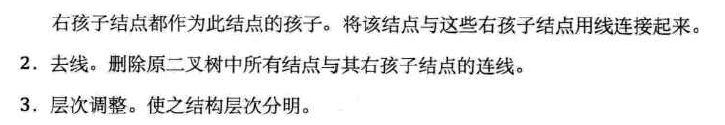 右孩子结点都作为此结点的孩子。将该结点与这些右孩子结点用线连接起来。
2．去线。删除原二叉树中所有结点与其右孩子结点的连线。
3．层次调整。使之结构层次分明。